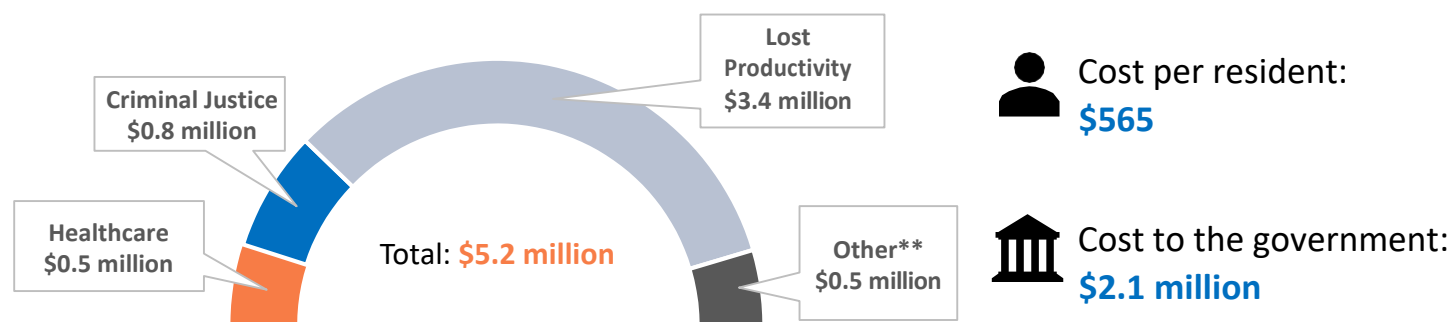 Lost
Productivity
$3.4 million
Criminal Justice
$0.8 million
Healthcare
$0.5 million
Total: $5.2 million
Other**
$0.5 million
Cost per resident:
$565
Cost to the government:
$2.1 million